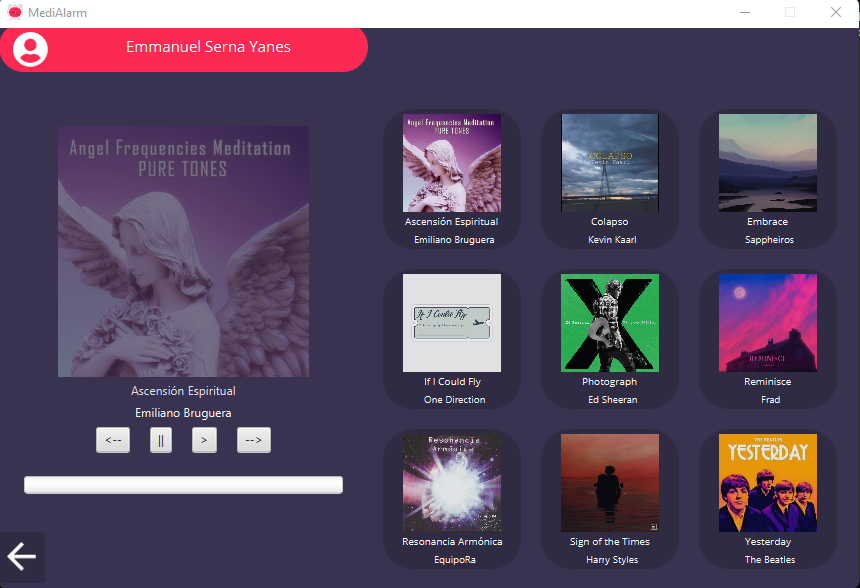 MediAlarm
Emmanuel Serna Yanes
Angel Frequencies Meditation
PURE TONES
Ascensión Espiritual
Emiliano Bruguera
<--
||
>
-->
Angel Frequencies Meditation
PURE TONES
Ascensión Espiritual
Emiliano Bruguera
COLAPSO
Kevin Kaarl
Colapso
Kevin Kaarl
Embrace
Sappheiros
If I Could Fly
If I Could Fly
One Direction
Photograph
Ed Sheeran
REMINISCE
Reminisce
Frad
Resonancia
Armónica
Resonancia Armónica
EquipoRa
Sign of the Times
Harry Styles
THE BEATLES
YESTERDAY
Yesterday
The Beatles